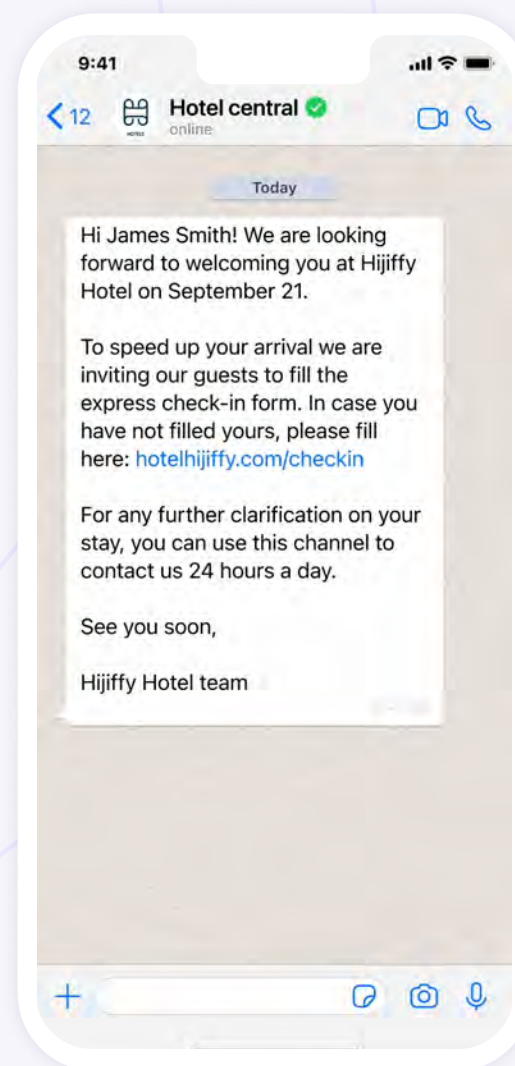 9:41
12
Hotel central
online
HOTELS
Today
Hi James Smith! We are looking
forward to welcoming you at Hijiffy
Hotel on September 21.
To speed up your arrival we are
inviting our guests to fill the
express check-in form. In case you
have not filled yours, please fill
here: hotelhijiffy.com/checkin
For any further clarification on your
stay, you can use this channel to
contact us 24 hours a day.
See you soon,
Hijiffy Hotel team